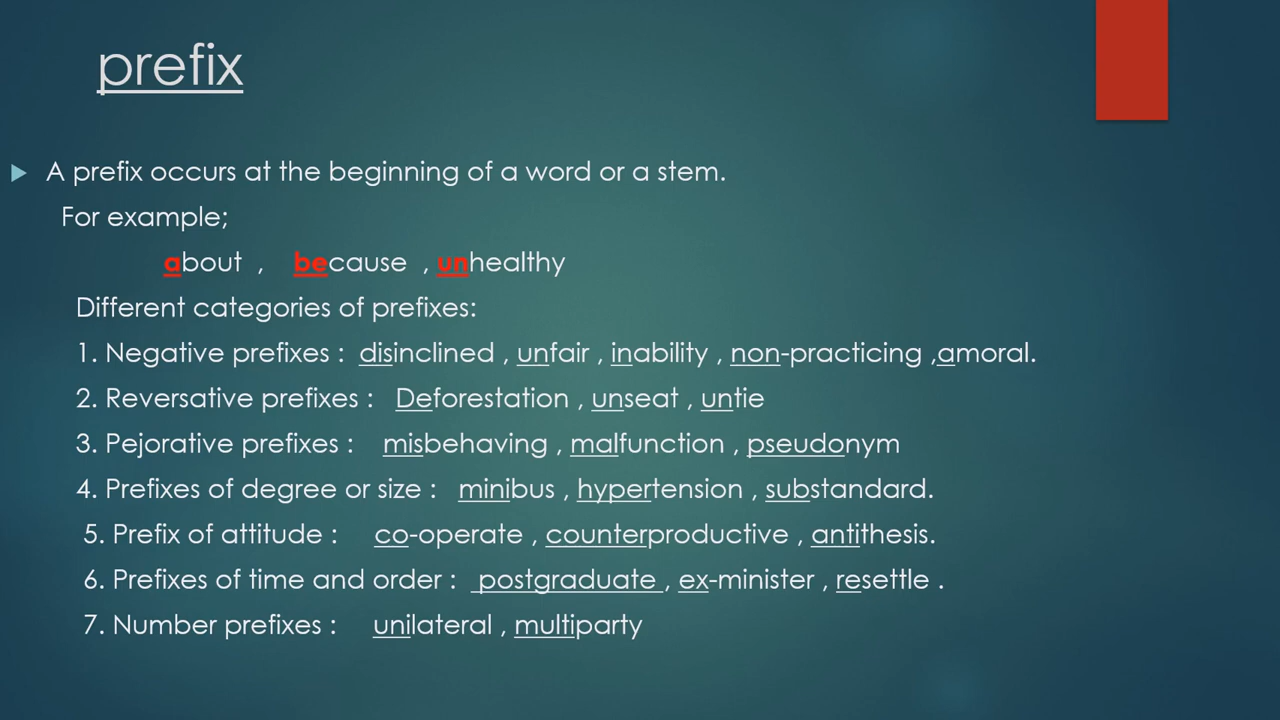 prefix
A prefix occurs at the beginning of a word or a stem.
For example;
about , because , unhealthy
Different categories of prefixes:
1. Negative prefixes : disinclined , unfair , inability , non-practicing ,amoral.
2. Reversative prefixes : Deforestation , unseat , untie
3. Pejorative prefixes : misbehaving , malfunction , pseudonym
4. Prefixes of degree or size : minibus , hypertension , substandard.
5. Prefix of attitude : co-operate , counterproductive , antithesis.
6. Prefixes of time and order : postgraduate , ex-minister , resettle .
7. Number prefixes : unilateral , multiparty